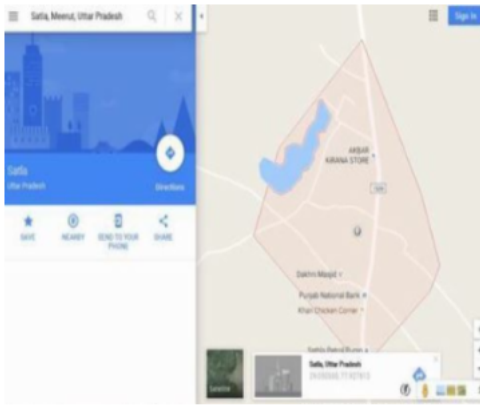 Satla, Meerut, Uttar Pradesh
Sign in
Satla
Uttar Pradesh
Directions
SAVE
NEARBY
SEND TO YOUR
PHONE
SHARE
AKBAR
KIRANA STORE
Dakhni Masjid
Punjab National Bank
Khan Chicken Corner
Satla, Uttar Pradesh